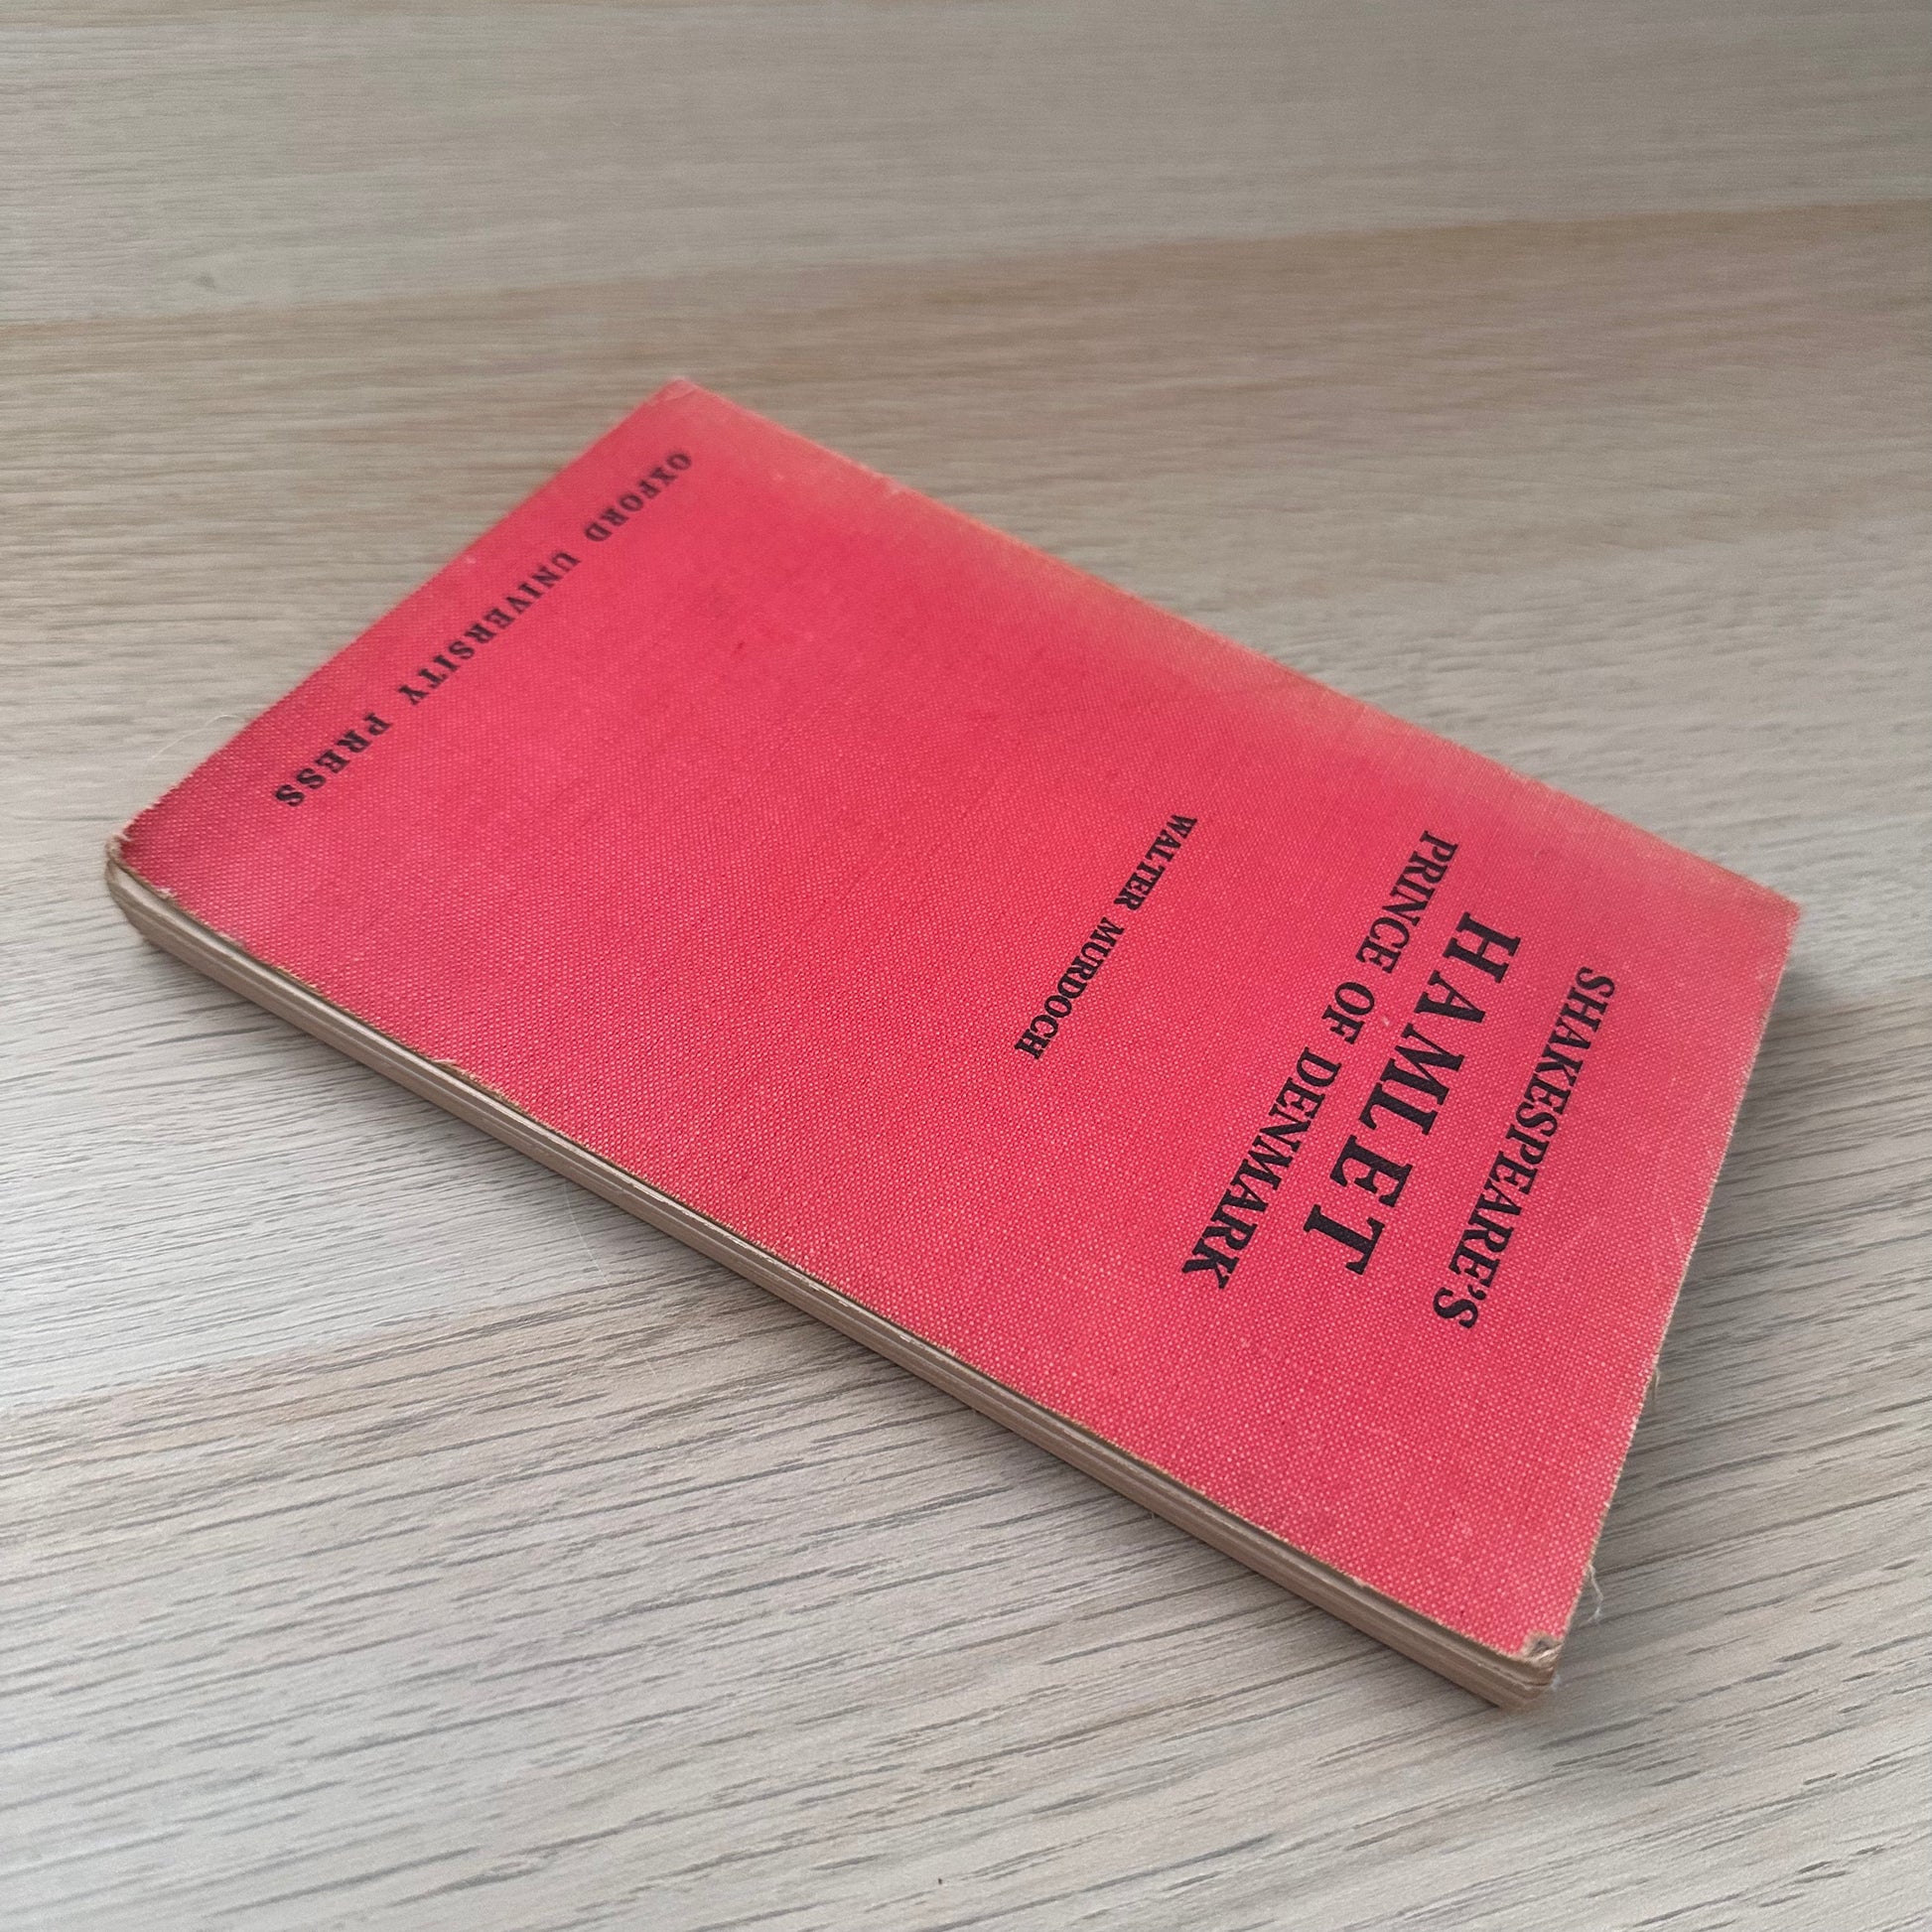 SHAKESPEARE'S
HAMLET
PRINCE OF DENMARK
WALTER MURDOCH
OXFORD UNIVERSITY PRESS